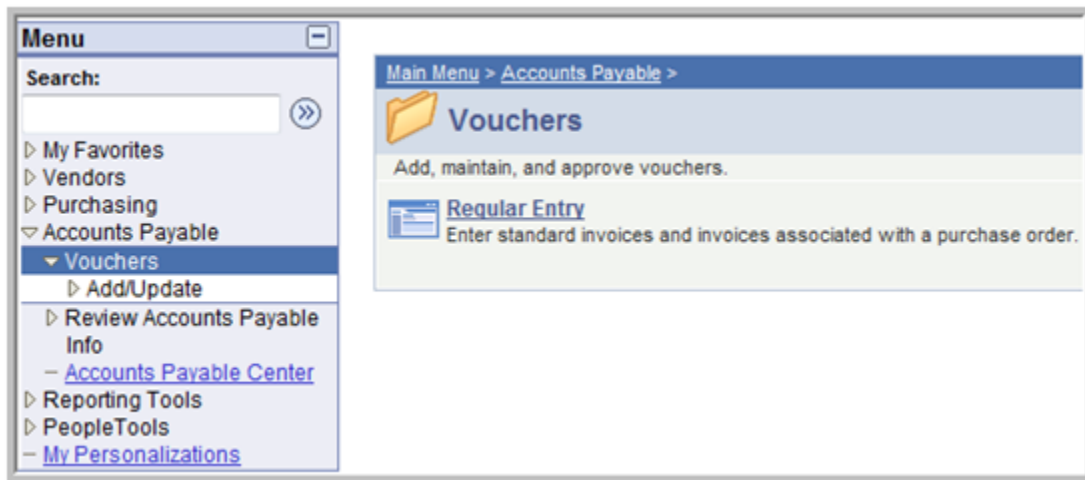 Menu
Search:
My Favorites
Vendors
Purchasing
Accounts Payable
Vouchers
Add/Update
Review Accounts Payable
Info
Accounts Payable Center
Reporting Tools
PeopleTools
My Personalizations
Main Menu > Accounts Payable >
Vouchers
Add, maintain, and approve vouchers.
Regular Entry
Enter standard invoices and invoices associated with a purchase order.